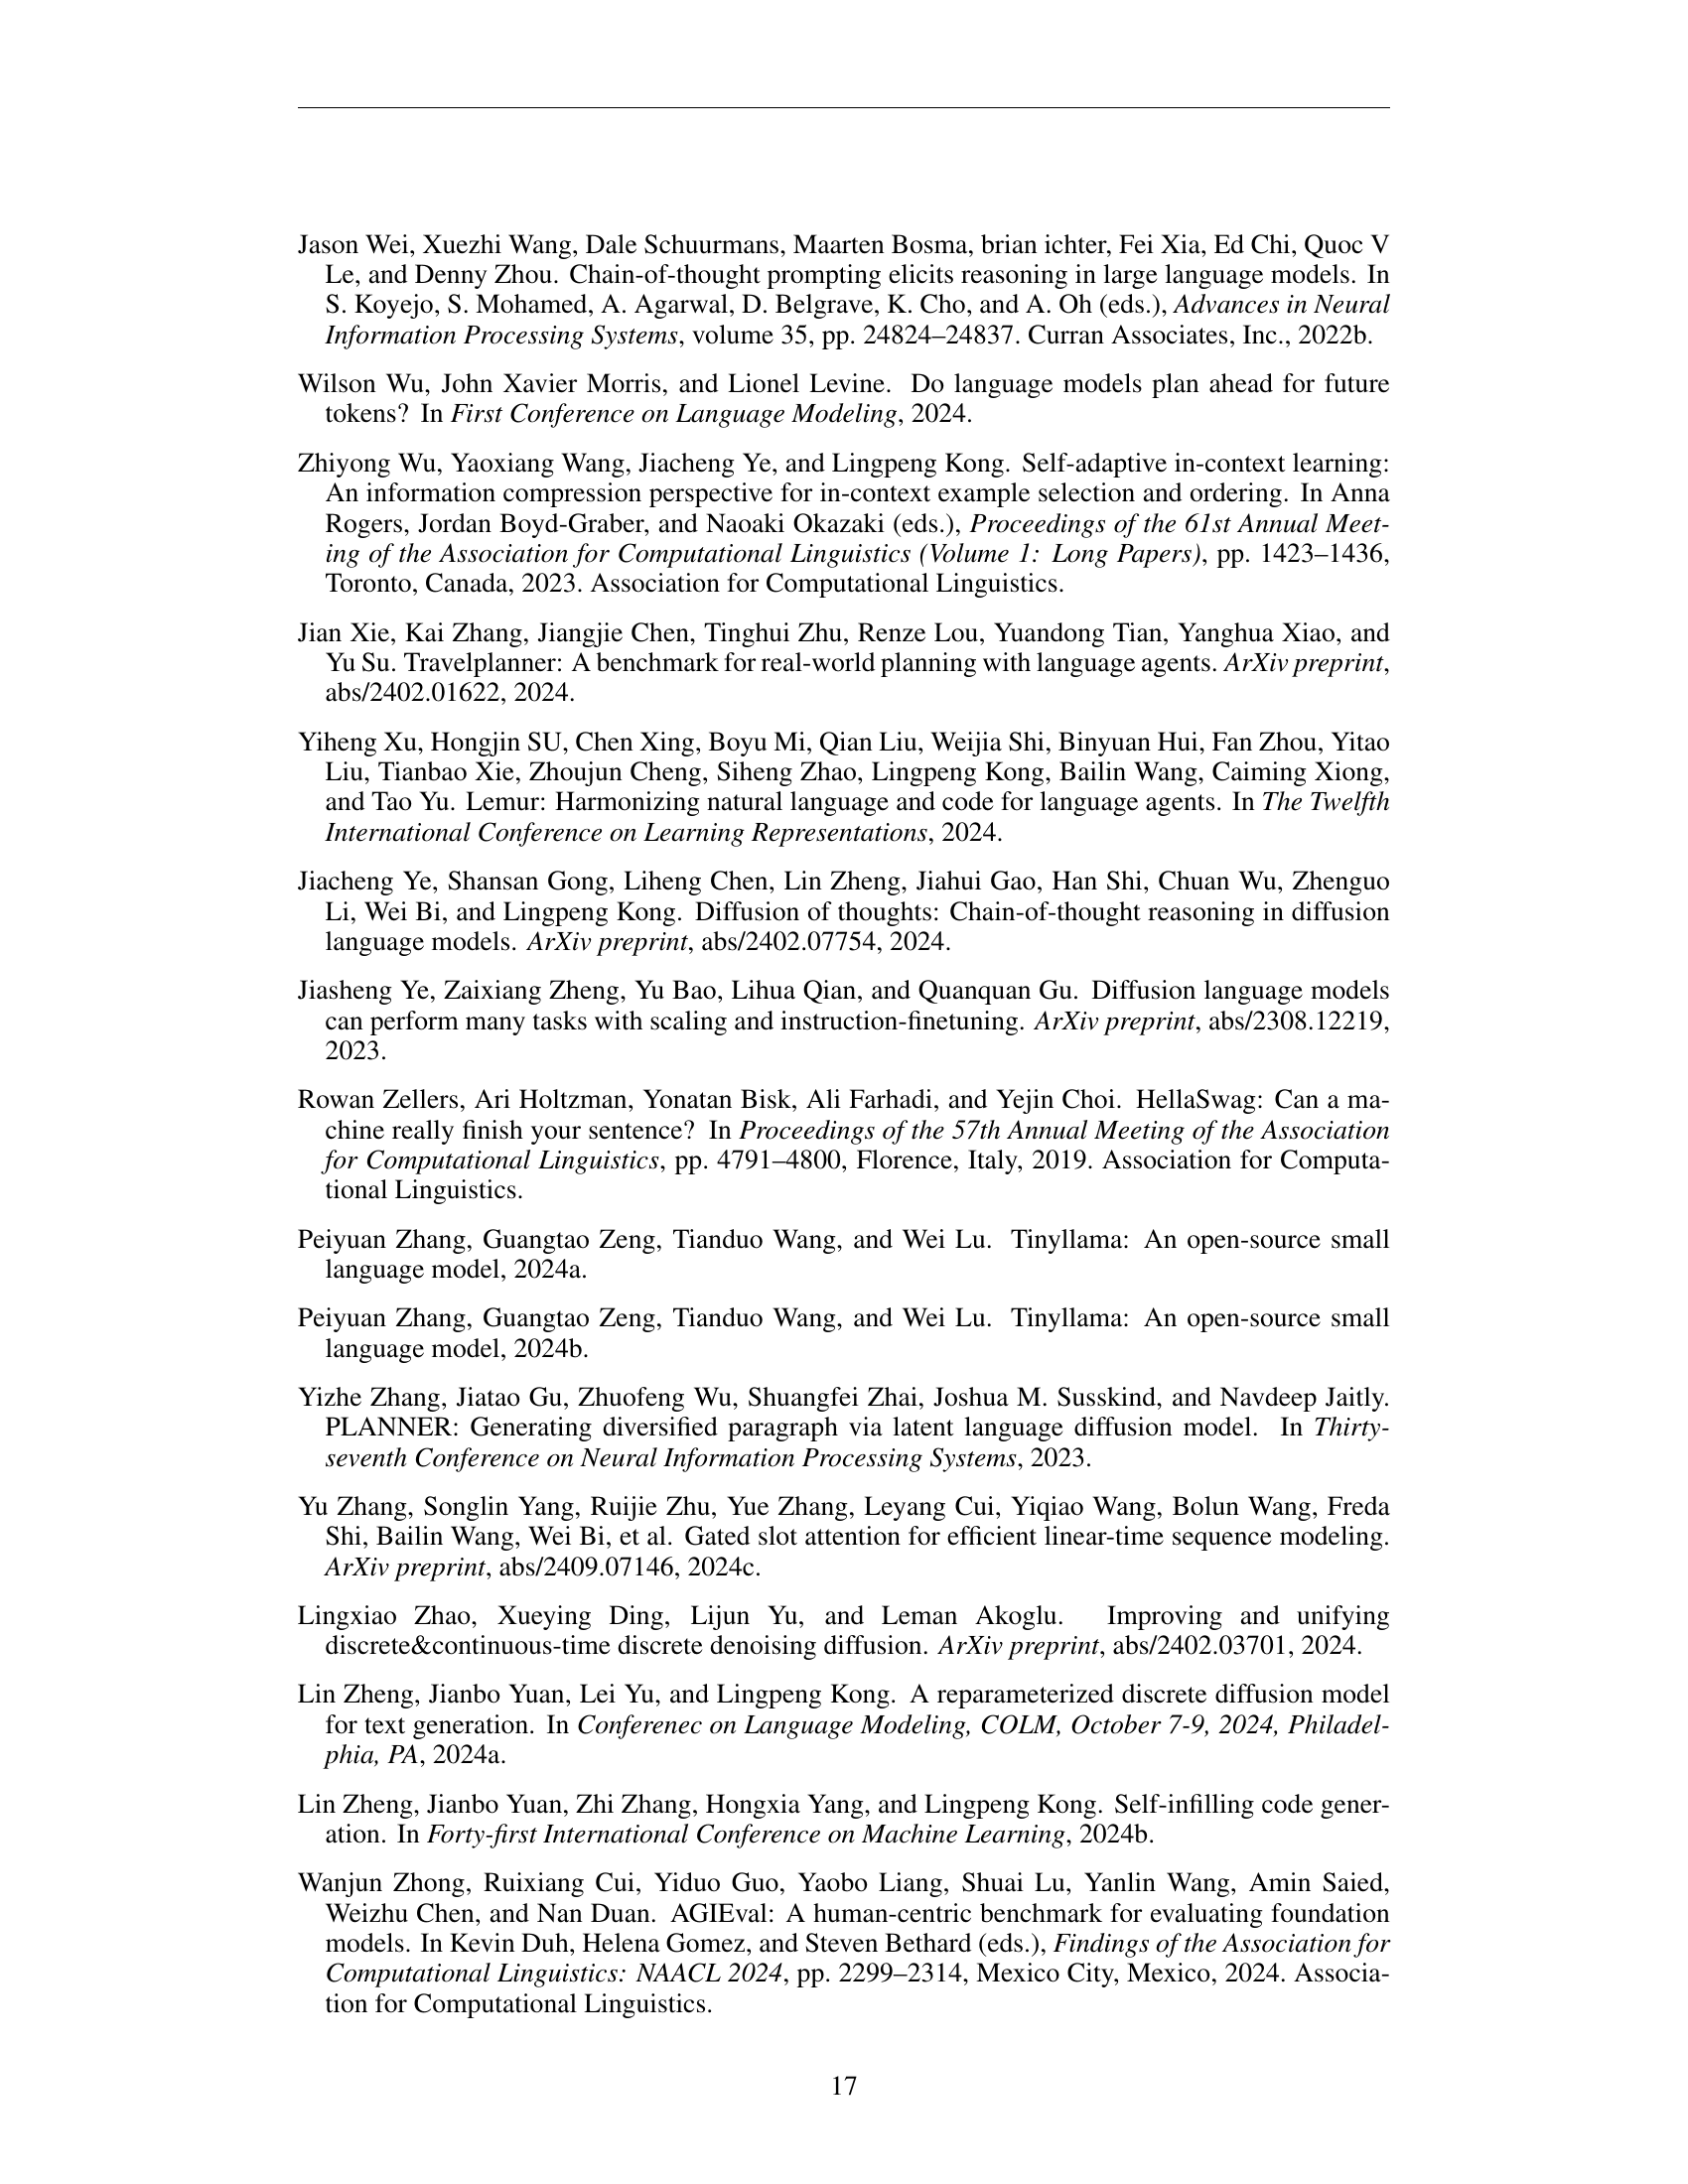 Jason Wei, Xuezhi Wang, Dale Schuurmans, Maarten Bosma, brian ichter, Fei Xia, Ed Chi, Quoc V
Le, and Denny Zhou. Chain-of-thought prompting elicits reasoning in large language models. In
S. Koyejo, S. Mohamed, A. Agarwal, D. Belgrave, K. Cho, and A. Oh (eds.), Advances in Neural
Information Processing Systems, volume 35, pp. 24824–24837. Curran Associates, Inc., 2022b.
Wilson Wu, John Xavier Morris, and Lionel Levine. Do language models plan ahead for future
tokens? In First Conference on Language Modeling, 2024.
Zhiyong Wu, Yaoxiang Wang, Jiacheng Ye, and Lingpeng Kong. Self-adaptive in-context learning:
An information compression perspective for in-context example selection and ordering. In Anna
Rogers, Jordan Boyd-Graber, and Naoaki Okazaki (eds.), Proceedings of the 61st Annual Meet-
ing of the Association for Computational Linguistics (Volume 1: Long Papers), pp. 1423–1436,
Toronto, Canada, 2023. Association for Computational Linguistics.
Jian Xie, Kai Zhang, Jiangjie Chen, Tinghui Zhu, Renze Lou, Yuandong Tian, Yanghua Xiao, and
Yu Su. Travelplanner: A benchmark for real-world planning with language agents. ArXiv preprint,
abs/2402.01622, 2024.
Yiheng Xu, Hongjin SU, Chen Xing, Boyu Mi, Qian Liu, Weijia Shi, Binyuan Hui, Fan Zhou, Yitao
Liu, Tianbao Xie, Zhoujun Cheng, Siheng Zhao, Lingpeng Kong, Bailin Wang, Caiming Xiong,
and Tao Yu. Lemur: Harmonizing natural language and code for language agents. In The Twelfth
International Conference on Learning Representations, 2024.
Jiacheng Ye, Shansan Gong, Liheng Chen, Lin Zheng, Jiahui Gao, Han Shi, Chuan Wu, Zhenguo
Li, Wei Bi, and Lingpeng Kong. Diffusion of thoughts: Chain-of-thought reasoning in diffusion
language models. ArXiv preprint, abs/2402.07754, 2024.
Jiasheng Ye, Zaixiang Zheng, Yu Bao, Lihua Qian, and Quanquan Gu. Diffusion language models
can perform many tasks with scaling and instruction-finetuning. ArXiv preprint, abs/2308.12219,
2023.
Rowan Zellers, Ari Holtzman, Yonatan Bisk, Ali Farhadi, and Yejin Choi. HellaSwag: Can a ma-
chine really finish your sentence? In Proceedings of the 57th Annual Meeting of the Association
for Computational Linguistics, pp. 4791–4800, Florence, Italy, 2019. Association for Computa-
tional Linguistics.
Peiyuan Zhang, Guangtao Zeng, Tianduo Wang, and Wei Lu. Tinyllama: An open-source small
language model, 2024a.
Peiyuan Zhang, Guangtao Zeng, Tianduo Wang, and Wei Lu. Tinyllama: An open-source small
language model, 2024b.
Yizhe Zhang, Jiatao Gu, Zhuofeng Wu, Shuangfei Zhai, Joshua M. Susskind, and Navdeep Jaitly.
PLANNER: Generating diversified paragraph via latent language diffusion model. In Thirty-
seventh Conference on Neural Information Processing Systems, 2023.
Yu Zhang, Songlin Yang, Ruijie Zhu, Yue Zhang, Leyang Cui, Yiqiao Wang, Bolun Wang, Freda
Shi, Bailin Wang, Wei Bi, et al. Gated slot attention for efficient linear-time sequence modeling.
ArXiv preprint, abs/2409.07146, 2024c.
Lingxiao Zhao, Xueying Ding, Lijun Yu, and Leman Akoglu. Improving and unifying
discrete&continuous-time discrete denoising diffusion. ArXiv preprint, abs/2402.03701, 2024.
Lin Zheng, Jianbo Yuan, Lei Yu, and Lingpeng Kong. A reparameterized discrete diffusion model
for text generation. In Conferenec on Language Modeling, COLM, October 7-9, 2024, Philadel-
phia, PA, 2024a.
Lin Zheng, Jianbo Yuan, Zhi Zhang, Hongxia Yang, and Lingpeng Kong. Self-infilling code gener-
ation. In Forty-first International Conference on Machine Learning, 2024b.
Wanjun Zhong, Ruixiang Cui, Yiduo Guo, Yaobo Liang, Shuai Lu, Yanlin Wang, Amin Saied,
Weizhu Chen, and Nan Duan. AGIEval: A human-centric benchmark for evaluating foundation
models. In Kevin Duh, Helena Gomez, and Steven Bethard (eds.), Findings of the Association for
Computational Linguistics: NAACL 2024, pp. 2299–2314, Mexico City, Mexico, 2024. Associa-
tion for Computational Linguistics.
17